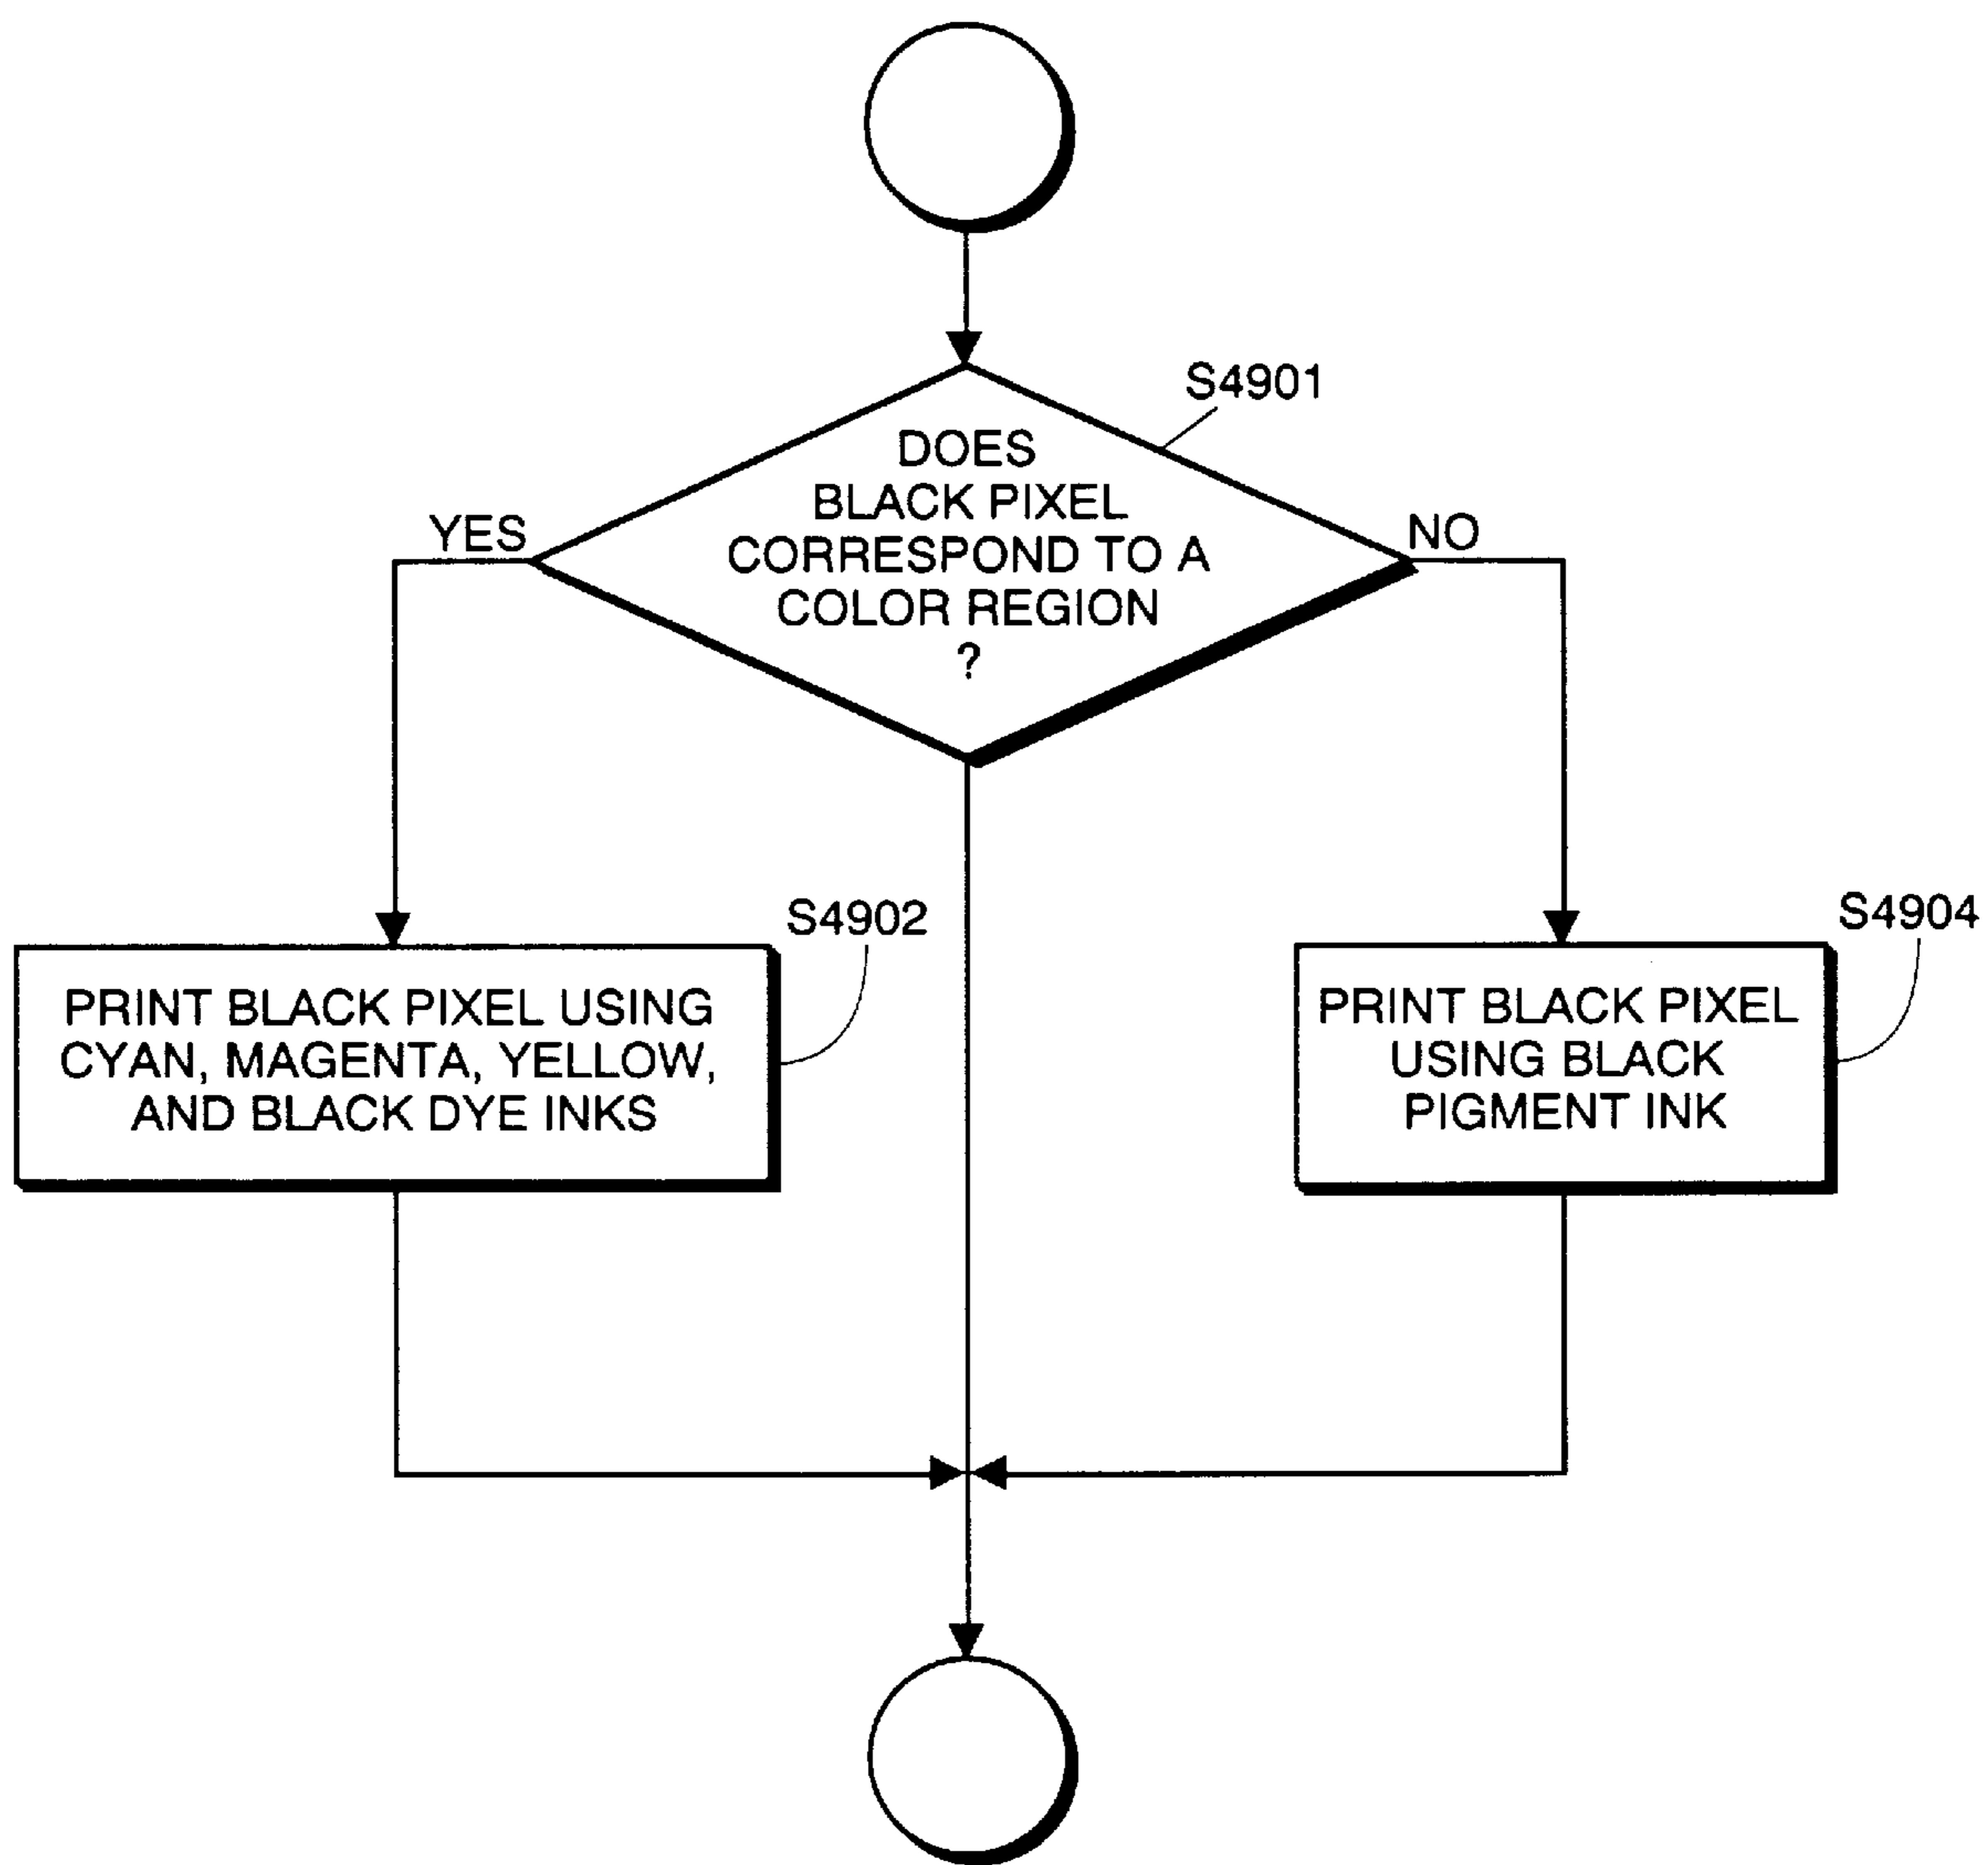 S4901
DOES
BLACK PIXEL
CORRESPOND TO A
COLOR REGION
?
YES
NO
S4902
PRINT BLACK PIXEL USING
CYAN, MAGENTA, YELLOW,
AND BLACK DYE INKS
S4904
PRINT BLACK PIXEL
USING BLACK
PIGMENT INK